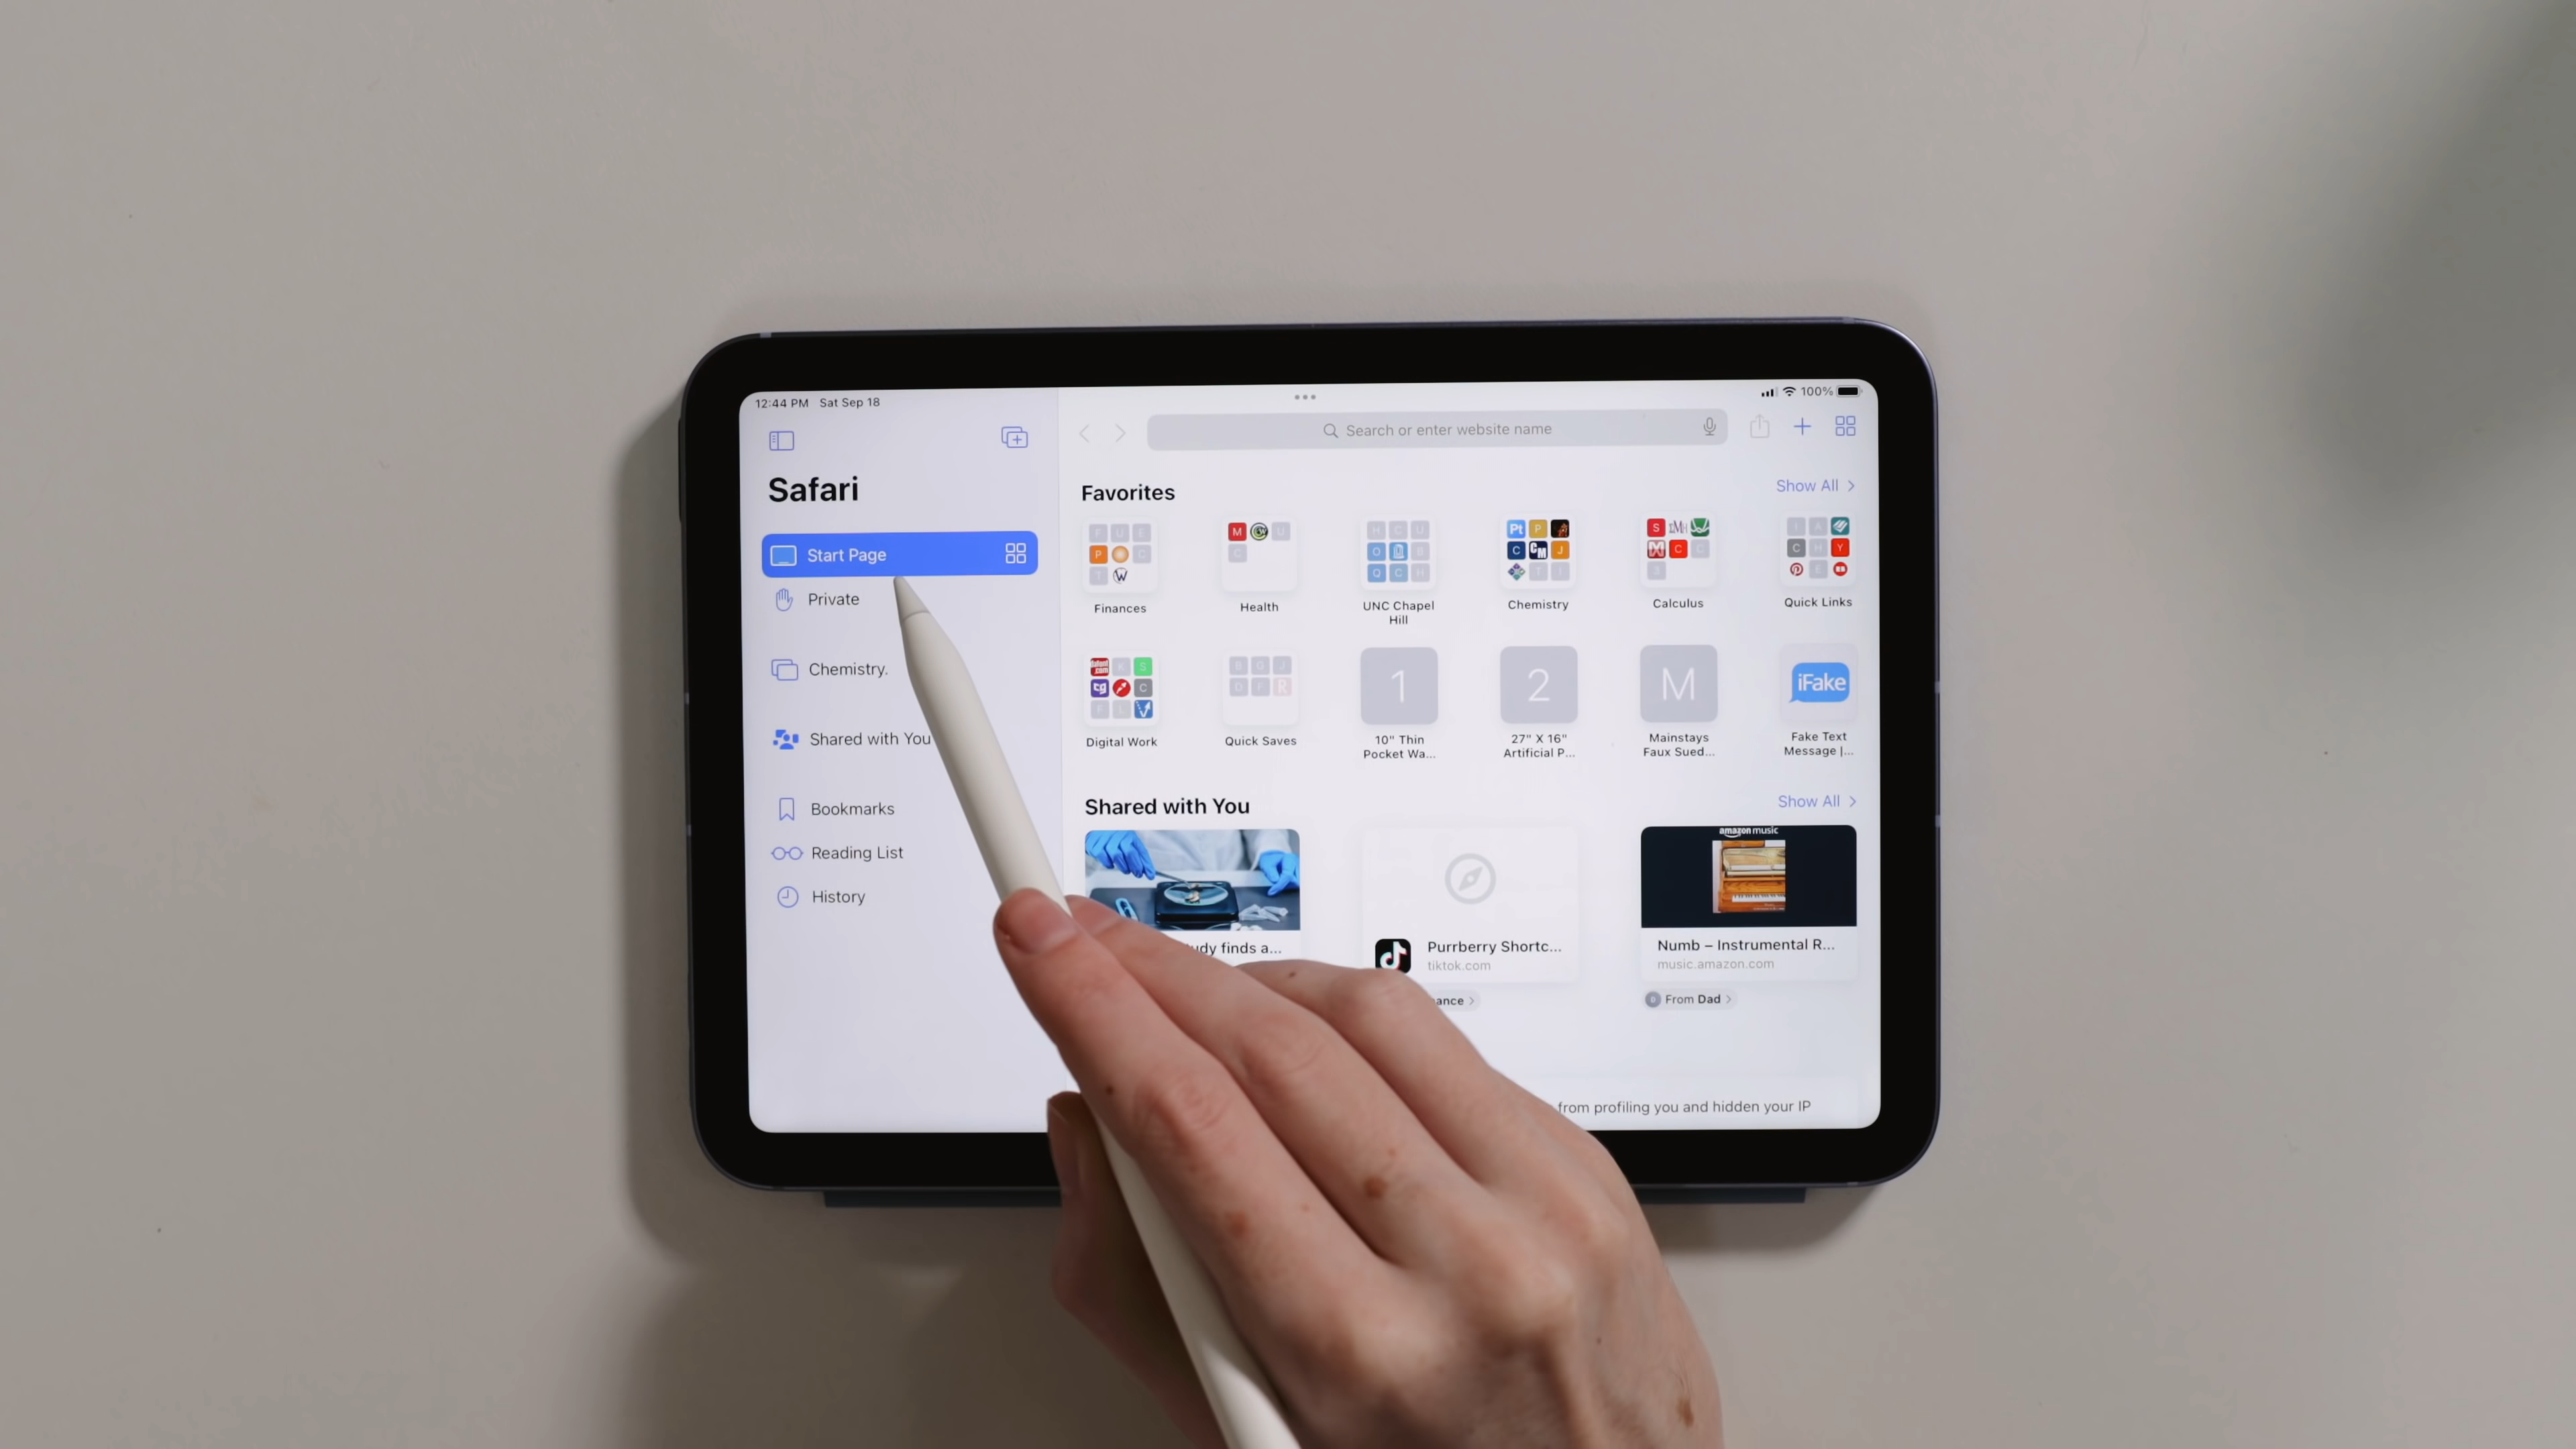 12:44 PM Sat Sep 18
100%
Safari
Start Page
Private
Chemistry.
Shared with You
Bookmarks
Reading List
History
Search or enter website name
Favorites
Show All
Finances
Health
UNC Chapel
Hill
Chemistry
Calculus
Quick Links
Digital Work
Quick Saves
1
10" Thin
Pocket Wa...
2
27" X 16"
Artificial P...
M
Mainstays
Faux Sued...
iFake
Fake Text
Message |...
Shared with You
Show All
finds a...
Purrberry Shortc...
tiktok.com
amazon music
Numb – Instrumental R...
music.amazon.com
From Dad
from profiling you and hidden your IP